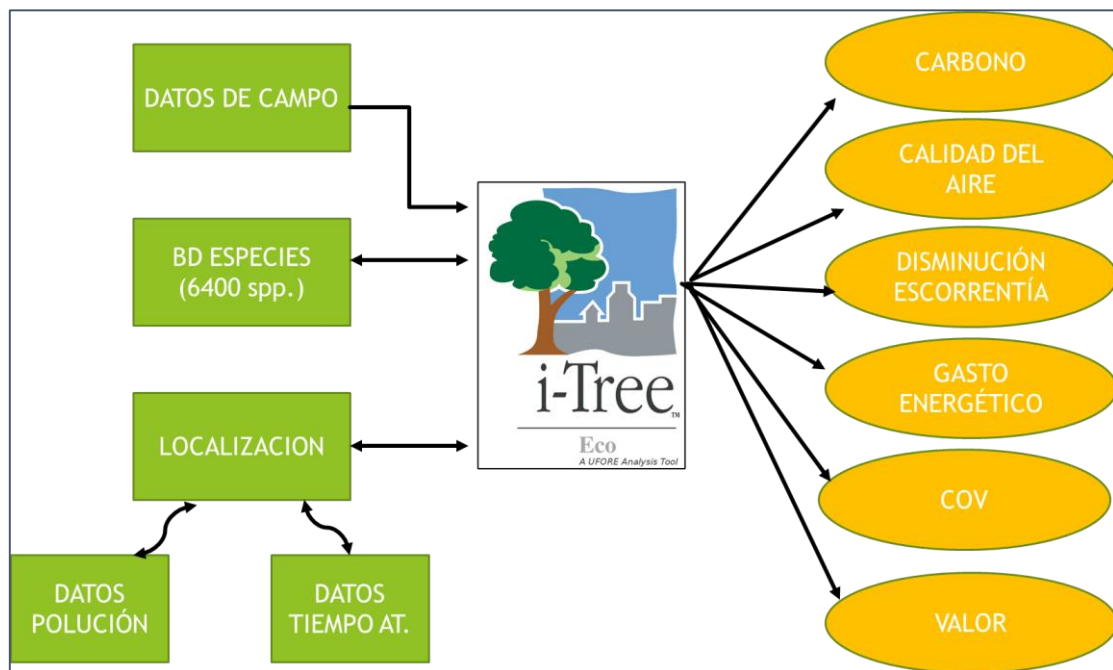 DATOS DE CAMPO
BD ESPECIES
(6400 spp.)
LOCALIZACION
DATOS
POLUCIÓN
DATOS
TIEMPO AT.
i-Tree™
Eco
A UFORE Analysis Tool
CARBONO
CALIDAD DEL
AIRE
DISMINUCIÓN
ESCORRENTÍA
GASTO
ENERGÉTICO
COV
VALOR